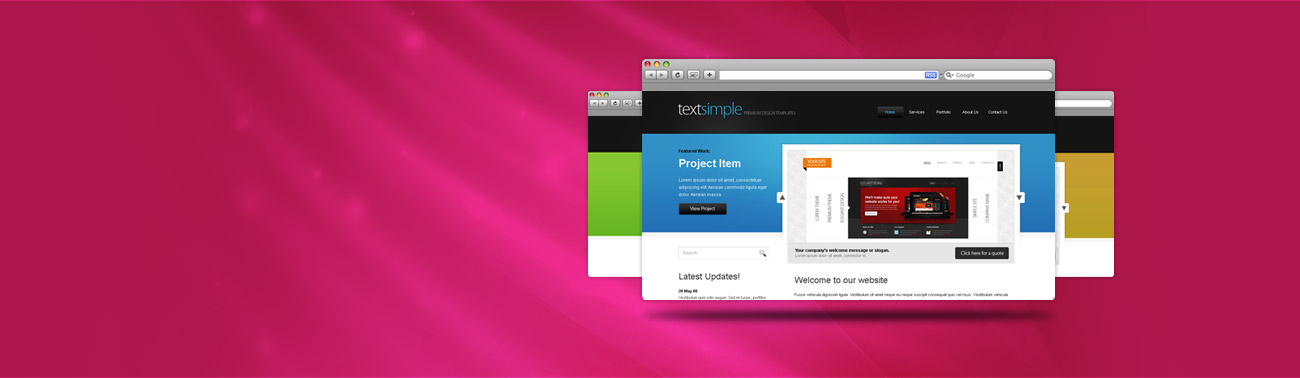 RSS
Google
textsimple PREMIUM DESIGN TEMPLATES
Home Services Portfolio About Us Contact Us
Featured Work:
Project Item
Lorem ipsum dolor sit amet, consectetuer
adipiscing elit Aenean commodo ligula eget
dolor. Aenean massa
View Project
YOUR SITE
LOREM THEME
PREMIUM THEME
ELEGANT DESIGN
We'll make sure your
website works for you!
SIMPLE SITE
COMPANY NAME
Your company's welcome message or slogan.
Lorem ipsum dolor sit amet, consectetur id.
Click here for a quote
Search
Latest Updates!
20 May 08
Vestibulum quis odio augue. Sed mi turpis, porttitor
Welcome to our website
Fusce vehicula dignissim ligula. Vestibulum sit amet neque eu neque suscipit consequat quis vel risus. Vestibulum vehicula